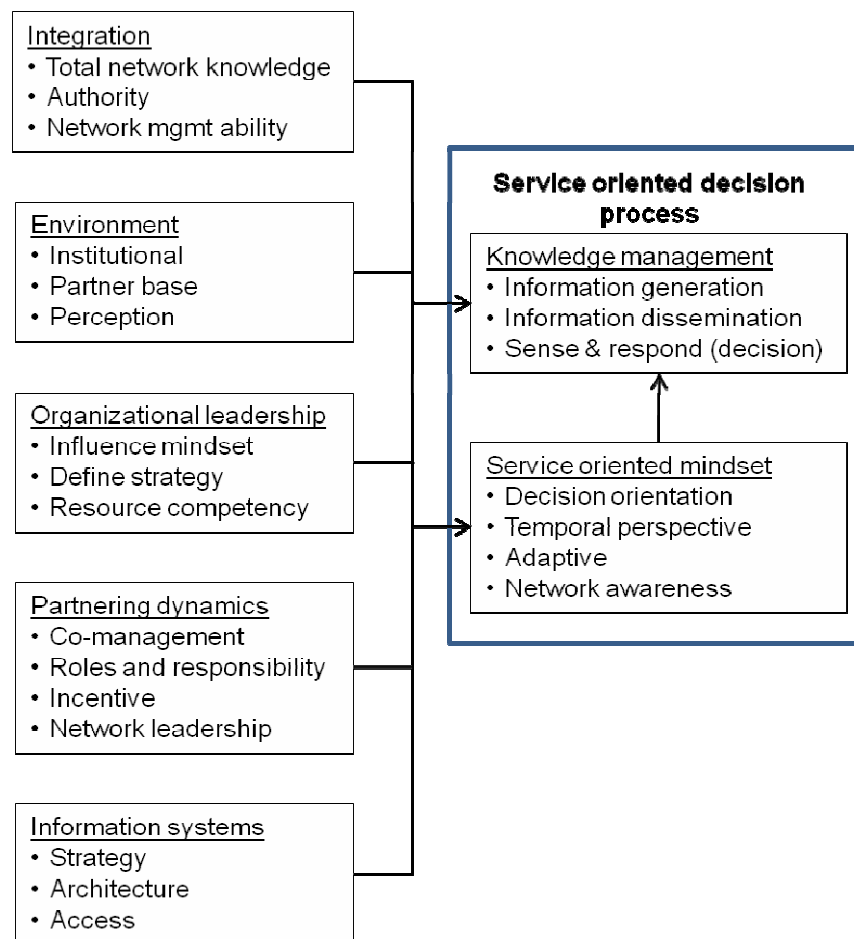 Integration
• Total network knowledge
• Authority
• Network mgmt ability
Environment
• Institutional
• Partner base
• Perception
Organizational leadership
• Influence mindset
• Define strategy
• Resource competency
Partnering dynamics
• Co-management
• Roles and responsibility
• Incentive
• Network leadership
Information systems
• Strategy
• Architecture
• Access
Service oriented decision
process
Knowledge management
• Information generation
• Information dissemination
• Sense & respond (decision)
Service oriented mindset
• Decision orientation
• Temporal perspective
• Adaptive
• Network awareness